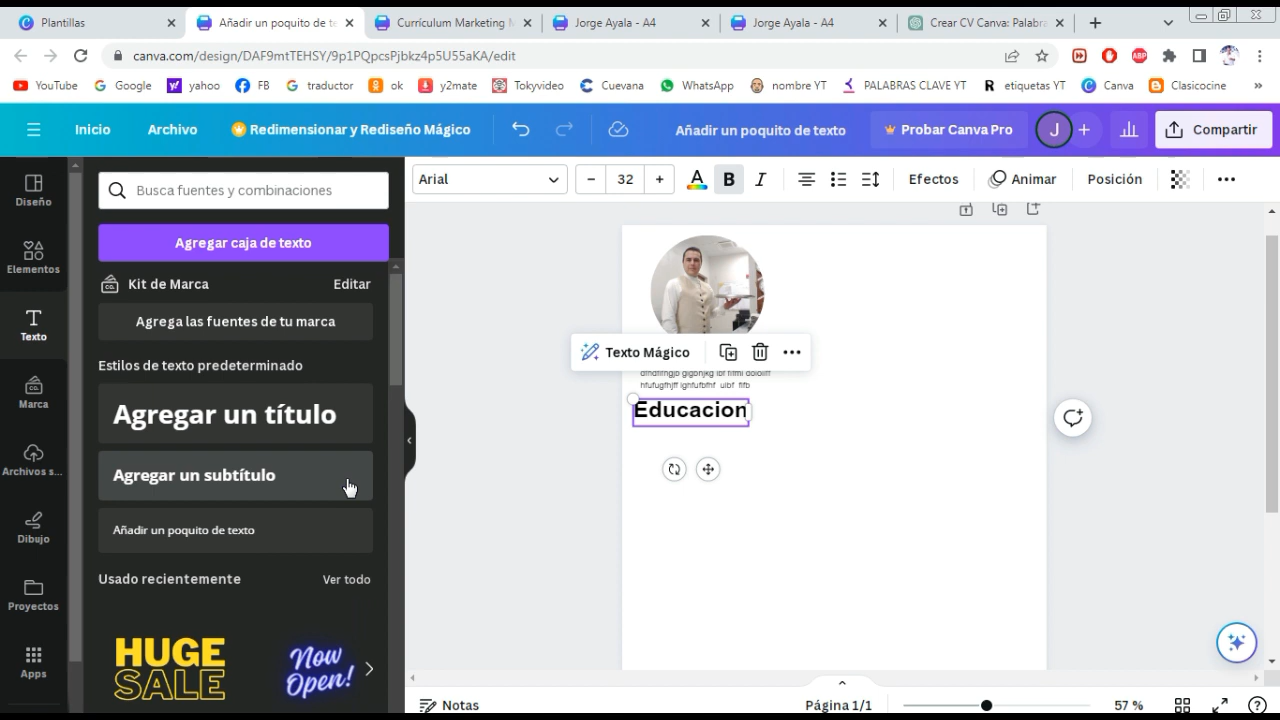 Plantillas
Añadir un poquito de te
Currículum Marketing M
Jorge Ayala - A4
Jorge Ayala - A4
Crear CV Canva: Palabra
canva.com/design/DAF9mtTEHSY/9p1PQpcsPjbkz4p5U55aKA/edit
YouTube
Google
yahoo
FB
traductor
ok
y2mate
Tokyvideo
Cuevana
WhatsApp
nombre YT
PALABRAS CLAVE YT
etiquetas YT
Canva
Clasicocine
Inicio
Archivo
Redimensionar y Rediseño Mágico
Añadir un poquito de texto
Probar Canva Pro
J
Compartir
Arial
32
A
B
I
Efectos
Animar
Posición
Diseño
Elementos
Texto
Marca
Archivos s...
Dibujo
Proyectos
Apps
Busca fuentes y combinaciones
Agregar caja de texto
Kit de Marca
Editar
Agrega las fuentes de tu marca
Estilos de texto predeterminado
Agregar un título
Agregar un subtítulo
Añadir un poquito de texto
Usado recientemente
Ver todo
HUGE
SALE
Now
Open!
Texto Mágico
Educacion
Notas
Página 1/1
57 %